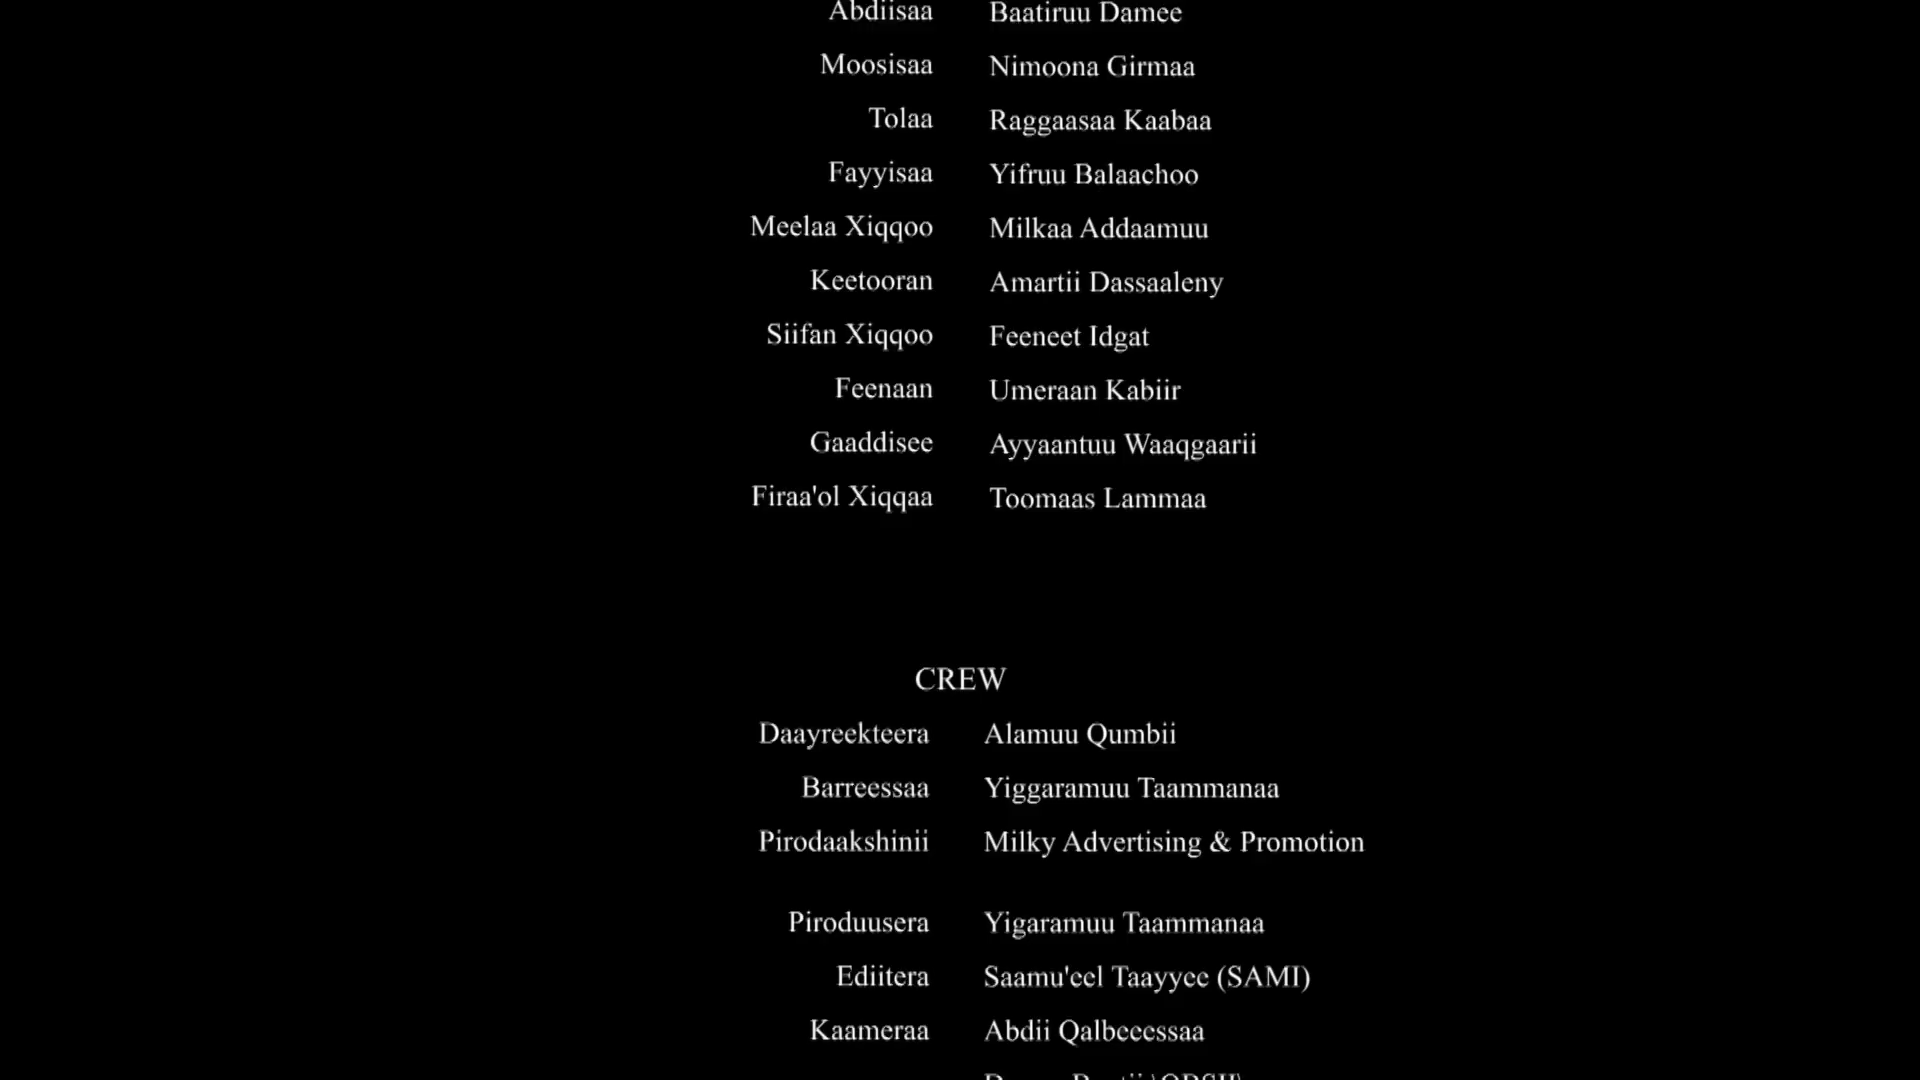 Abdiisaa Baatiruu Damee
Moosisaa Nimoona Girmaa
Tolaa Raggaasaa Kaabaa
Fayyisaa Yifruu Balaachoo
Meelaa Xiqqoo Milkaa Addaamuu
Keetooran Amartii Dassaaleny
Siifan Xiqqoo Feeneet Idgat
Feenaan Umeraan Kabiir
Gaaddisee Ayyaantuu Waaqgaarii
Firaa'ol Xiqqaa Toomaas Lammaa
CREW
Daayreekteera Alamuu Qumbii
Barreessaa Yiggaramuu Taammanaa
Pirodaakshinii Milky Advertising & Promotion
Piroduusera Yigaramuu Taammanaa
Ediitera Saamu'eel Taayyee (SAMI)
Kaameraa Abdii Qalbeeessaa